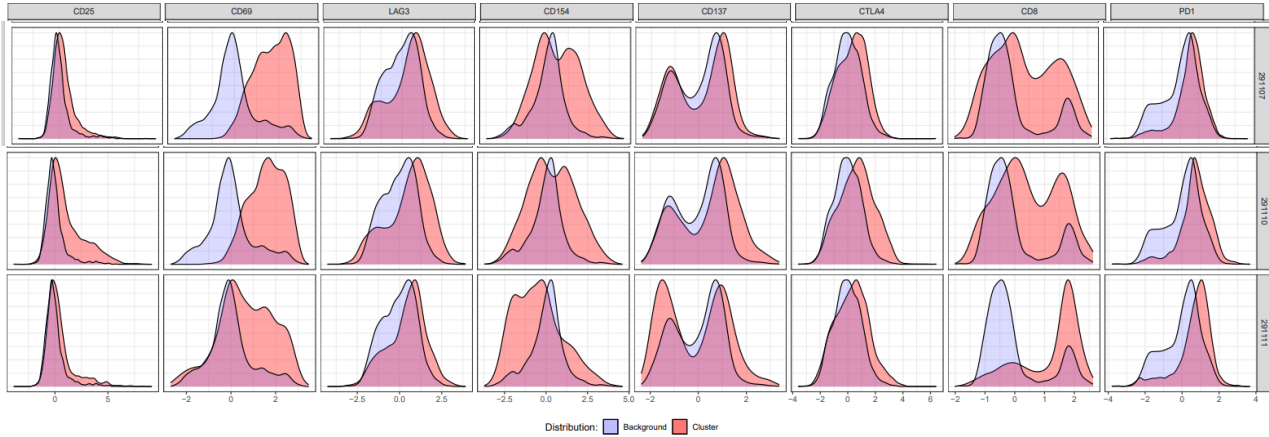 CD25 CD69 LAG3 CD154 CD137 CTLA4 CD8 PD1
291107
291110
291111
0 5 −2 0 2 −2.5 0.0 2.5 −2.5 0.0 2.5 5.0 −2 0 2 −4 −2 0 2 4 6 −2 −1 0 1 2 −4 −2 0 2 4
Distribution: Background Cluster